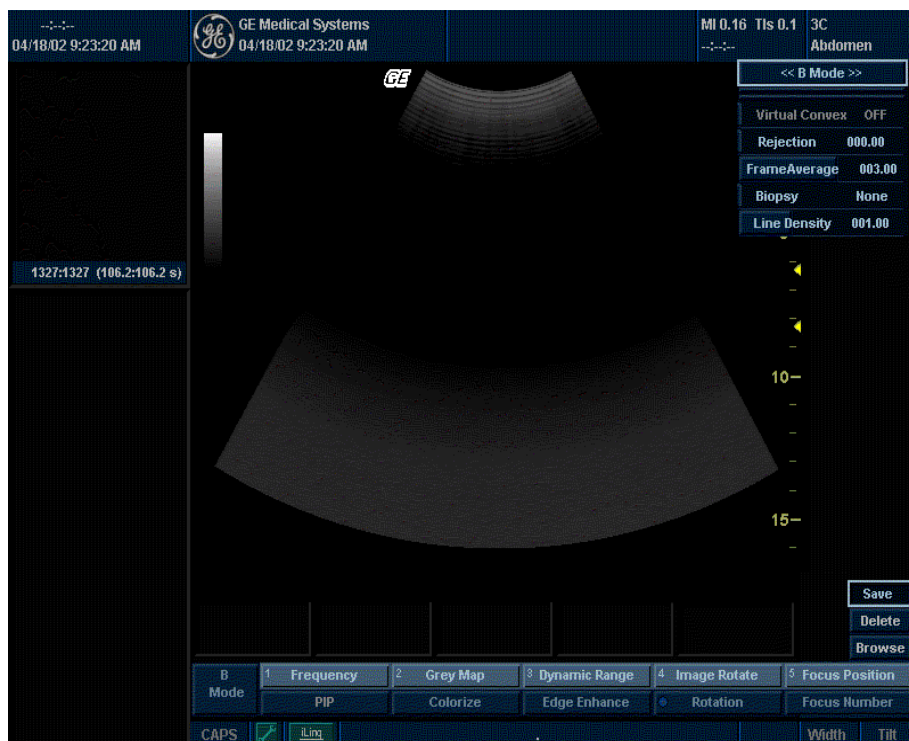 --:--:--
04/18/02 9:23:20 AM
GE Medical Systems
04/18/02 9:23:20 AM
MI 0.16 TIs 0.1
--:--:--
3C
Abdomen
GE
<< B Mode >>
Virtual Convex OFF
Rejection 000.00
FrameAverage 003.00
Biopsy None
Line Density 001.00
1327:1327 (106.2:106.2 s)
10
15
Save
Delete
Browse
B
Mode
1 Frequency
2 Grey Map
3 Dynamic Range
4 Image Rotate
5 Focus Position
PIP
Colorize
Edge Enhance
Rotation
Focus Number
CAPS
iLinq
Width
Tilt